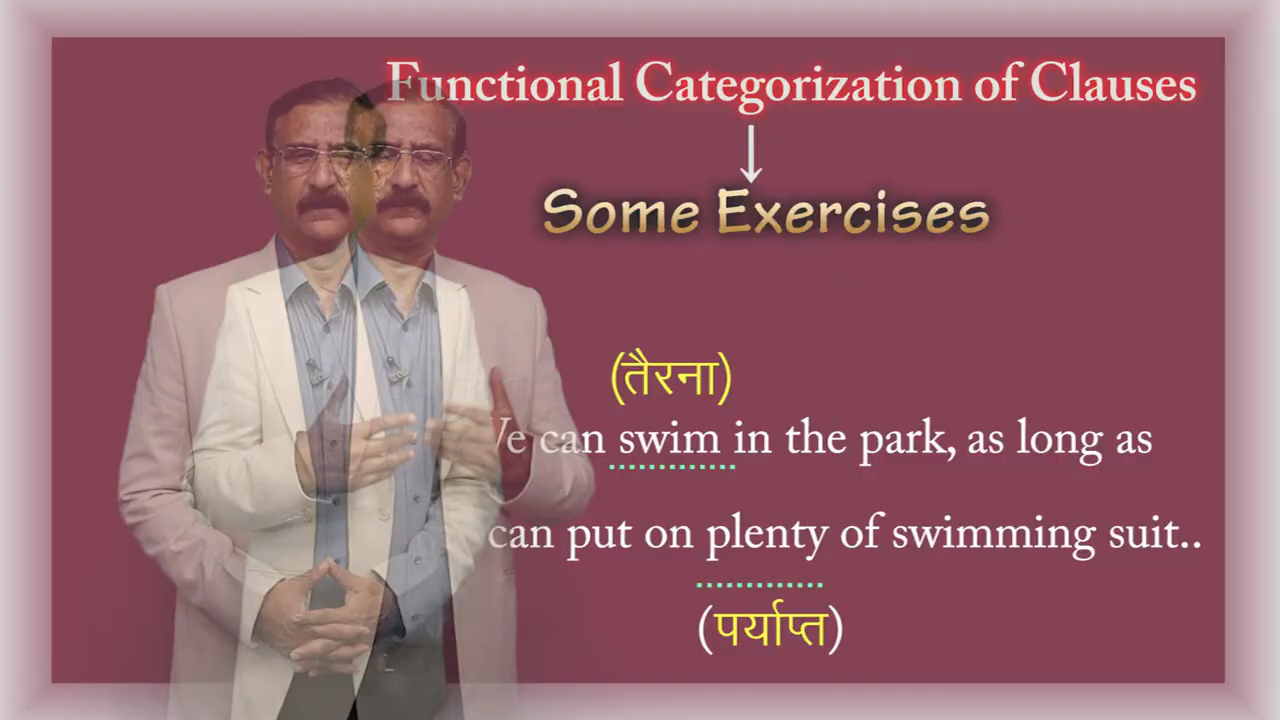 Functional Categorization of Clauses
Some Exercises
(तैरना)
can swim in the park, as long as
can put on plenty of swimming suit..
(पर्याप्त)